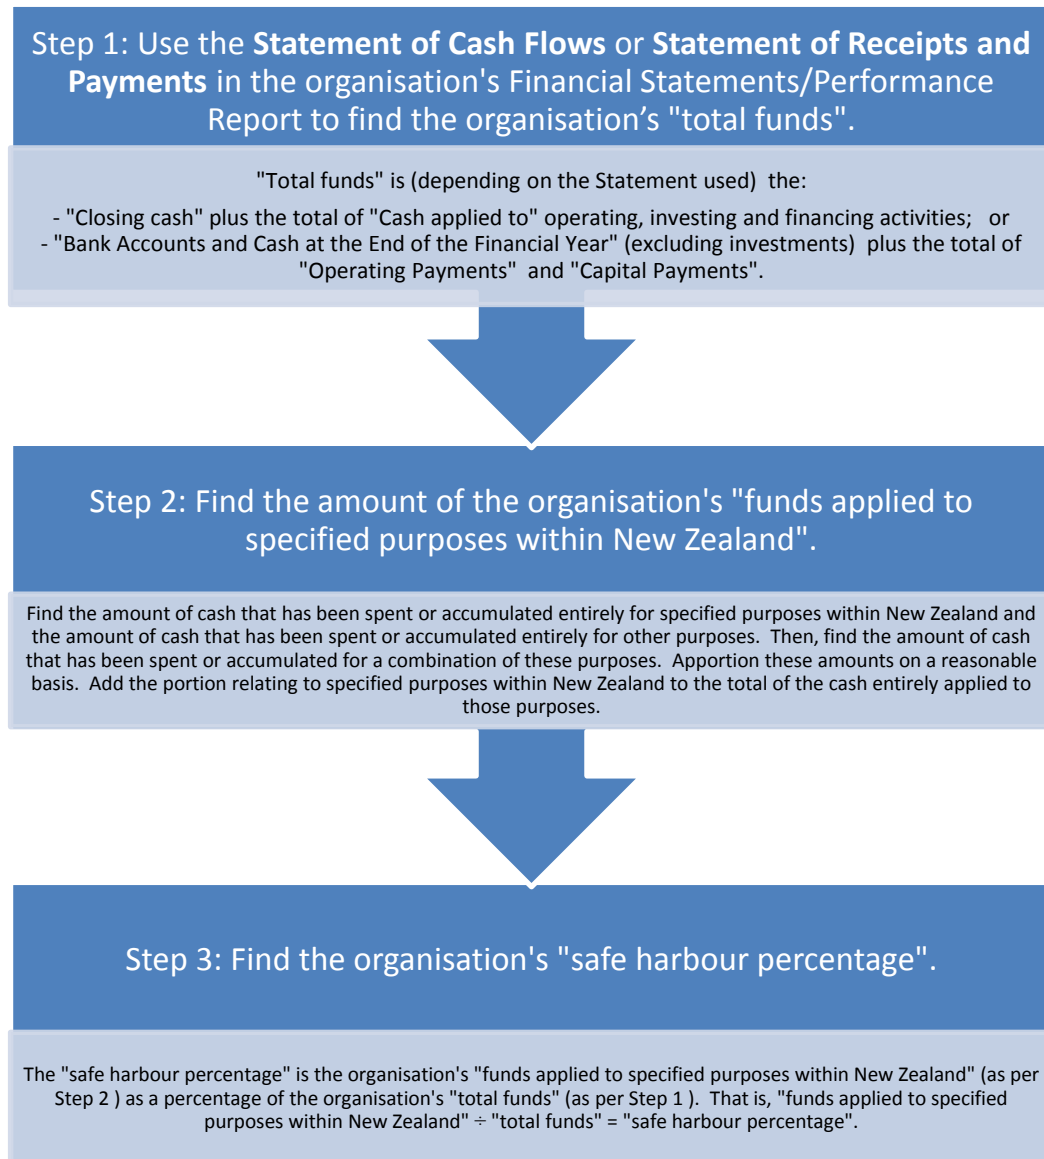 Step 1: Use the Statement of Cash Flows or Statement of Receipts and
Payments in the organisation's Financial Statements/Performance
Report to find the organisation’s "total funds".
"Total funds" is (depending on the Statement used) the:
- "Closing cash" plus the total of "Cash applied to" operating, investing and financing activities; or
- "Bank Accounts and Cash at the End of the Financial Year" (excluding investments) plus the total of
"Operating Payments" and "Capital Payments".
Step 2: Find the amount of the organisation's "funds applied to
specified purposes within New Zealand".
Find the amount of cash that has been spent or accumulated entirely for specified purposes within New Zealand and
the amount of cash that has been spent or accumulated entirely for other purposes. Then, find the amount of cash
that has been spent or accumulated for a combination of these purposes. Apportion these amounts on a reasonable
basis. Add the portion relating to specified purposes within New Zealand to the total of the cash entirely applied to
those purposes.
Step 3: Find the organisation's "safe harbour percentage".
The "safe harbour percentage" is the organisation's "funds applied to specified purposes within New Zealand" (as per
Step 2 ) as a percentage of the organisation's "total funds" (as per Step 1 ). That is, "funds applied to specified
purposes within New Zealand" ÷ "total funds" = "safe harbour percentage".